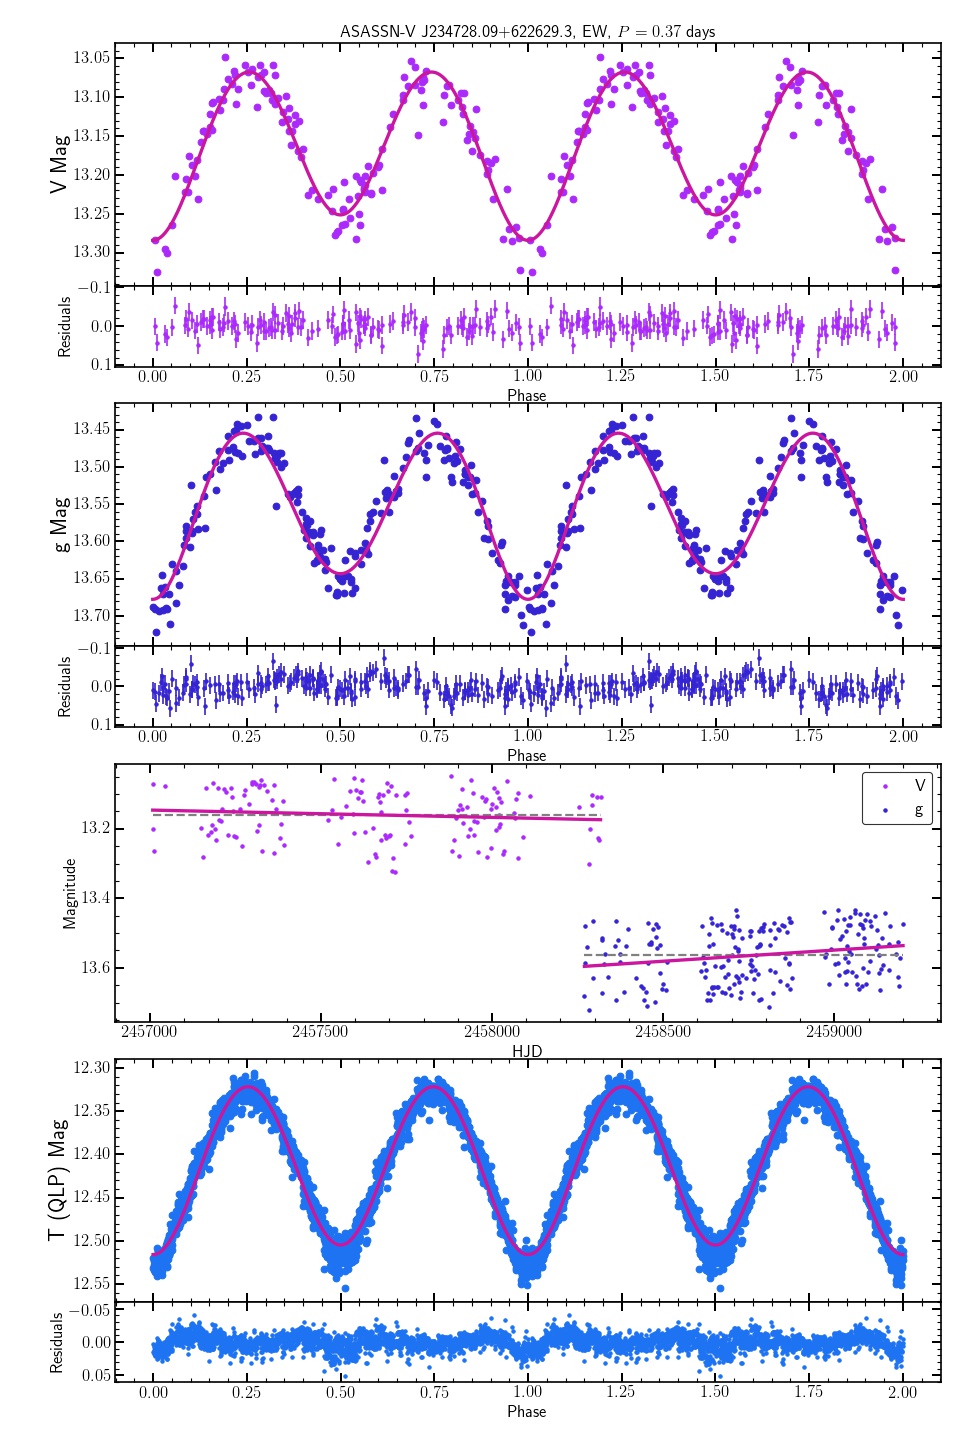 ASASSN-V J234728.09+622629.3, EW, P = 0.37 days
V Mag
13.05
13.10
13.15
13.20
13.25
13.30
Residuals
−0.1
0.0
0.1
0.00 0.25 0.50 0.75 1.00 1.25 1.50 1.75 2.00
Phase
g Mag
13.45
13.50
13.55
13.60
13.65
13.70
Residuals
−0.1
0.0
0.1
0.00 0.25 0.50 0.75 1.00 1.25 1.50 1.75 2.00
Phase
V
g
Magnitude
13.2
13.4
13.6
2457000 2457500 2458000 2458500 2459000
HJD
T (QLP) Mag
12.30
12.35
12.40
12.45
12.50
12.55
Residuals
−0.05
0.00
0.05
0.00 0.25 0.50 0.75 1.00 1.25 1.50 1.75 2.00
Phase